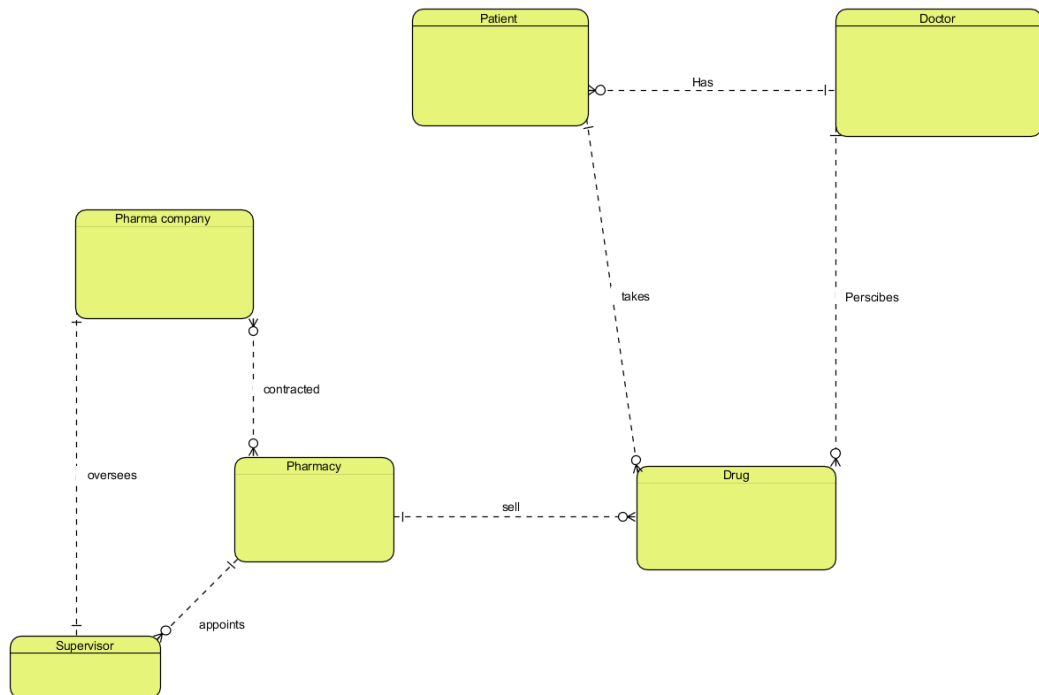 Patient
Doctor
Has
Pharma company
takes
Perscibes
contracted
Pharmacy
Drug
oversees
sell
appoints
Supervisor